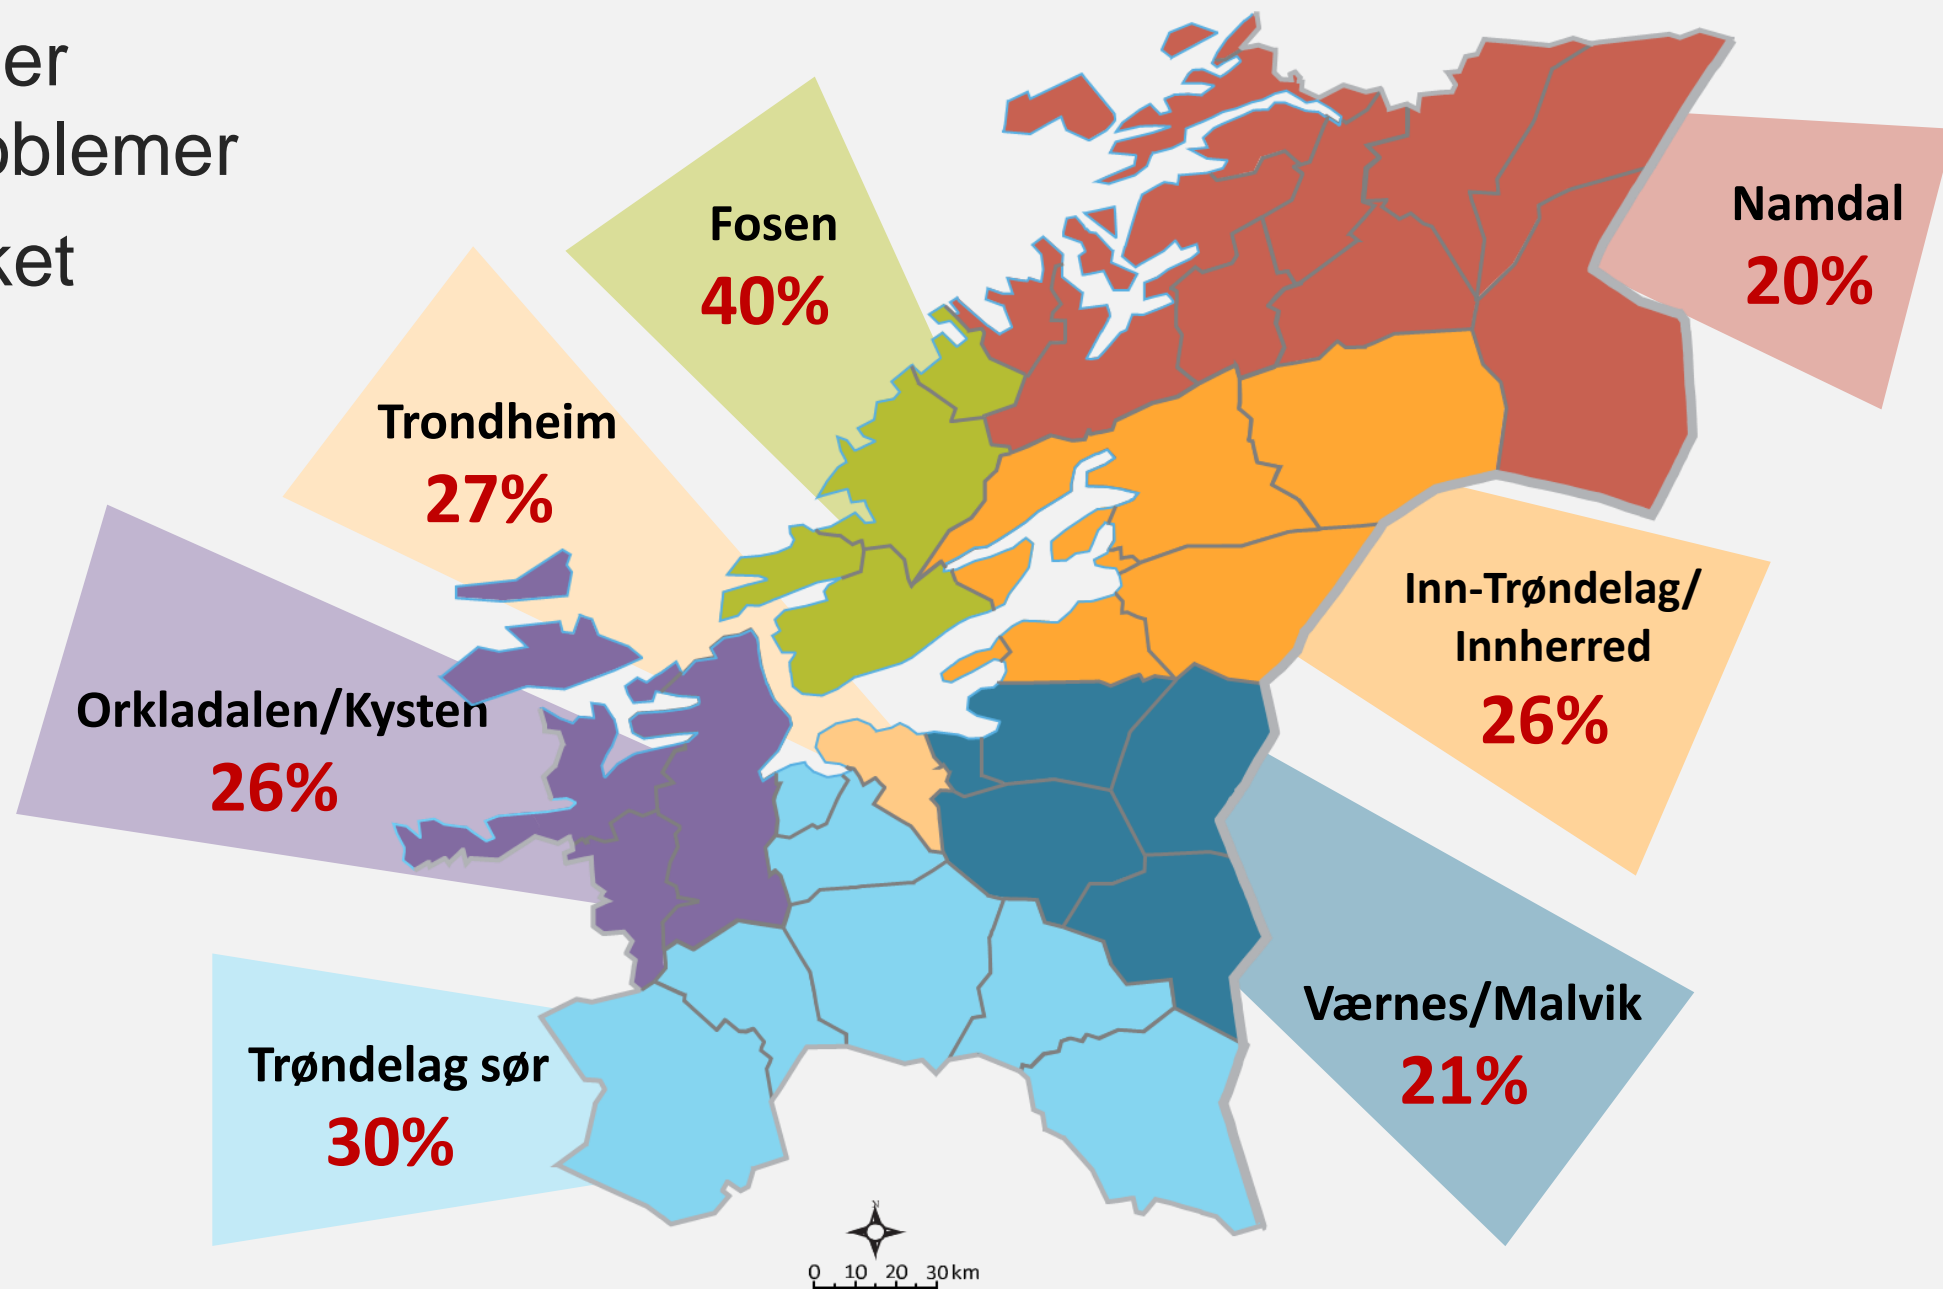 er
oblemer
ket
Fosen
40%
Namdal
20%
Trondheim
27%
Inn-Trøndelag/
Innherred
26%
Orkladalen/Kysten
26%
Værnes/Malvik
21%
Trøndelag sør
30%
N
0 10 20 30 km